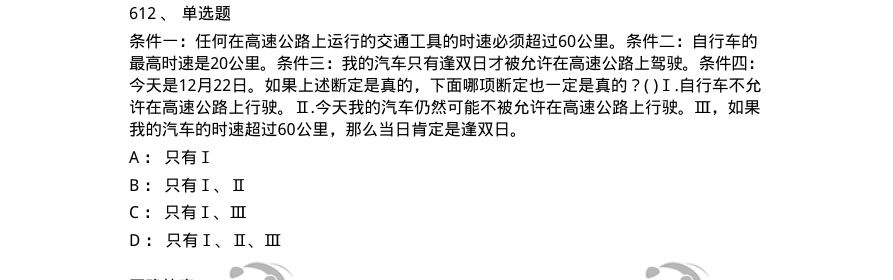 612 、 单选题
条件一：任何在高速公路上运行的交通工具的时速必须超过60公里。条件二：自行车的
最高时速是20公里。条件三：我的汽车只有逢双日才被允许在高速公路上驾驶。条件四：
今天是12月22日。如果上述断定是真的，下面哪项断定也一定是真的？( )Ⅰ.自行车不允
许在高速公路上行驶。Ⅱ.今天我的汽车仍然可能不被允许在高速公路上行驶。Ⅲ，如果
我的汽车的时速超过60公里，那么当日肯定是逢双日。
A ： 只有Ⅰ
B ： 只有Ⅰ、Ⅱ
C ： 只有Ⅰ、Ⅲ
D ： 只有Ⅰ、Ⅱ、Ⅲ